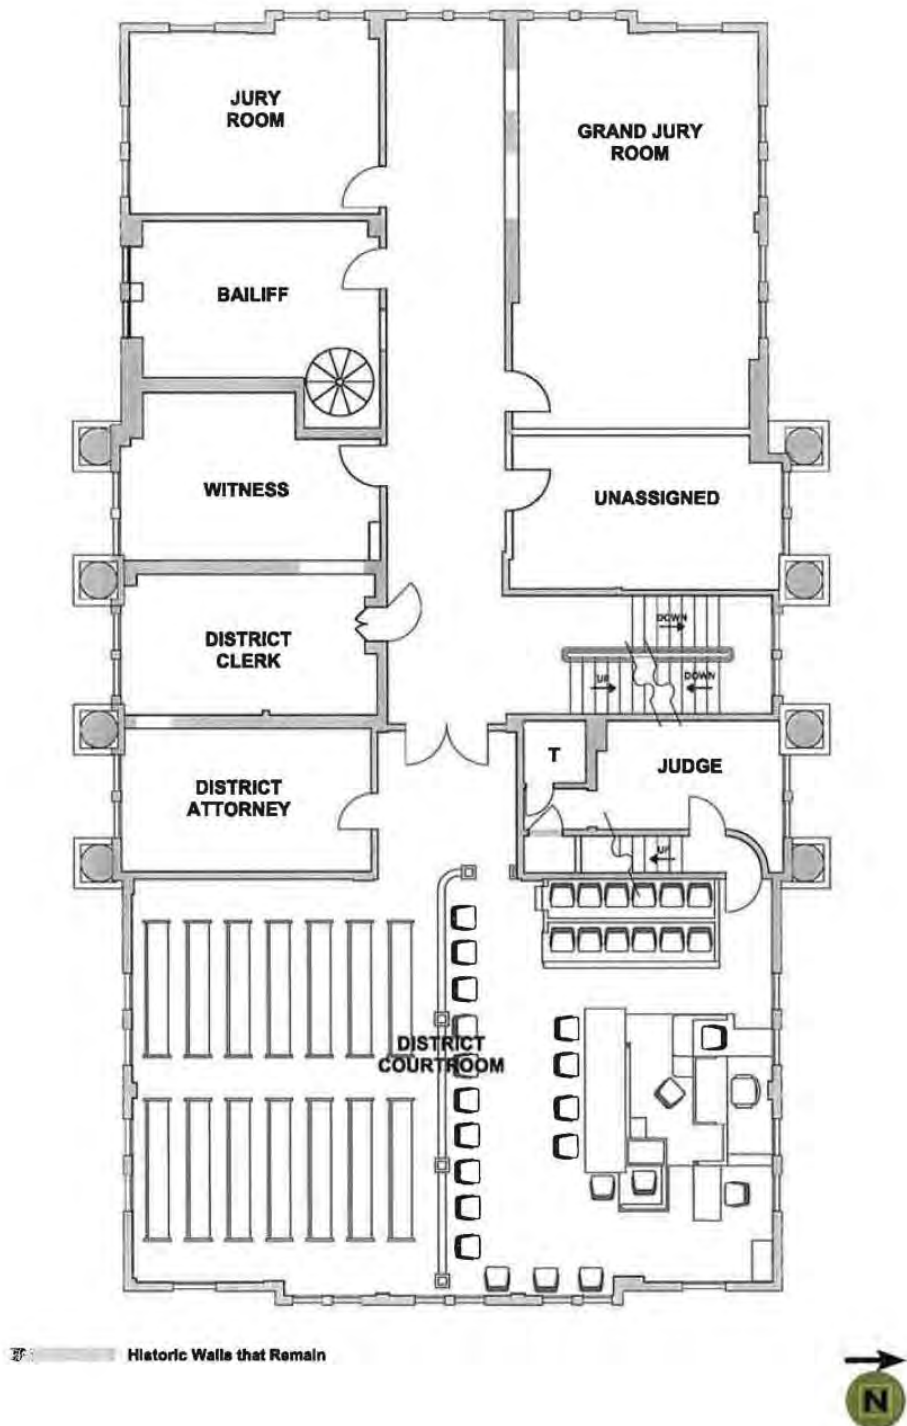 JURY
ROOM
GRAND JURY
ROOM
BAILIFF
WITNESS
UNASSIGNED
DOWN
DISTRICT
CLERK
UP
DOWN
T
JUDGE
DISTRICT
ATTORNEY
UP
DISTRICT
COURTROOM
Historic Walls that Remain
N